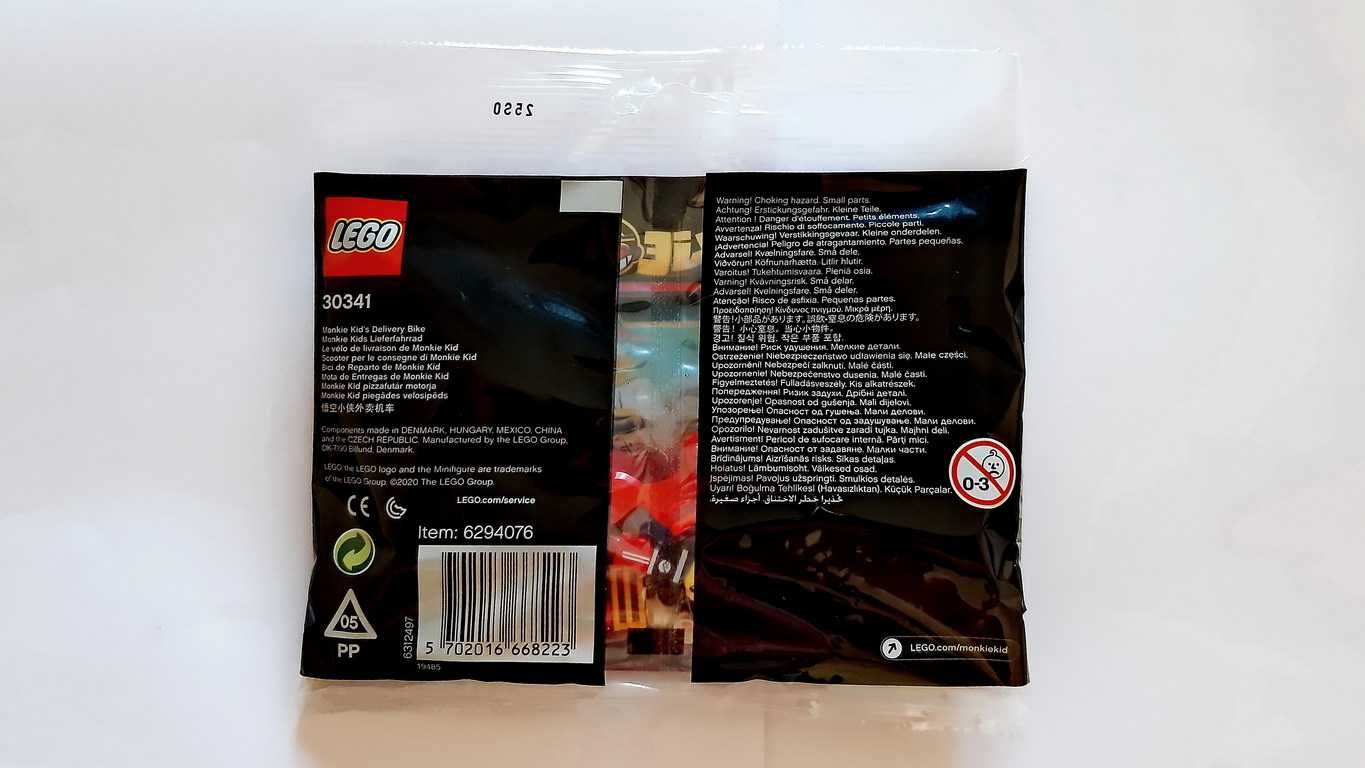 25S0
LEGO
30341
Monkie Kid's Delivery Bike
Monkie Kids Lieferfahrrad
Le vélo de livraison de Monkie Kid
Scooter per le consegne di Monkie Kid
Bici de Reparto de Monkie Kid
Mota de Entregas de Monkie Kid
Monkie Kid pizzafutár motorja
Monkie Kid piegādes velosipēds
悟空小侠外卖机车
Components made in DENMARK, HUNGARY, MEXICO, CHINA
and the CZECH REPUBLIC. Manufactured by the LEGO Group,
DK-7190 Billund, Denmark.
LEGO the LEGO logo and the Minifigure are trademarks
of the LEGO Group. ©2020 The LEGO Group.
CE
LEGO.com/service
Item: 6294076
05
PP
6312497
5 702016 668223
19485
Warning! Choking hazard. Small parts.
Achtung! Erstickungsgefahr. Kleine Teile.
Attention ! Danger d'étouffement. Petits éléments.
Avvertenza! Rischio di soffocamento. Piccole parti.
Waarschuwing! Verstikkingsgevaar. Kleine onderdelen.
¡Advertencia! Peligro de atragantamiento. Partes pequeñas.
Advarsel! Kvælningsfare. Små dele.
Viðvörun! Köfnunarhætta. Litlir hlutir.
Varoitus! Tukehtumisvaara. Pieniä osia.
Varning! Kvävningsrisk. Små delar.
Advarsel! Kvelningsfare. Små deler.
Atenção! Risco de asfixia. Pequenas partes.
Προειδοποίηση! Κίνδυνος πνιγμού. Μικρά μέρη.
警告!小部品があります。誤飲・窒息の危険があります。
警告! 小心窒息。当心小物件。
경고! 질식 위험. 작은 부품 포함.
Внимание! Риск удушения. Мелкие детали.
Ostrzeżenie! Niebezpieczeństwo udławienia się. Małe części.
Upozornění! Nebezpečí zalknutí. Malé části.
Upozornenie! Nebezpečenstvo dusenia. Malé časti.
Figyelmeztetés! Fulladásveszély. Kis alkatrészek.
Попередження! Ризик задухи. Дрібні деталі.
Upozorenje! Opasnost od gušenja. Mali dijelovi.
Упозорење! Опасност од гушења. Мали делови.
Предупредување! Опасност од задушување. Мали делови.
Opozorilo! Nevarnost zadušitve zaradi tujka. Majhni deli.
Avertisment! Pericol de sufocare internă. Părţi mici.
Внимание! Опасност от задавяне. Малки части.
Brīdinājums! Aizrīšanās risks. Sīkas detaļas.
Hoiatus! Lämbumisoht. Väikesed osad.
Įspėjimas! Pavojus užspringti. Smulkios detalės.
Uyarı! Boğulma Tehlikesi (Havasızlıktan). Küçük Parçalar.
تحذير! خطر الاختناق. أجزاء صغيرة.
0-3
LEGO.com/monkiekid